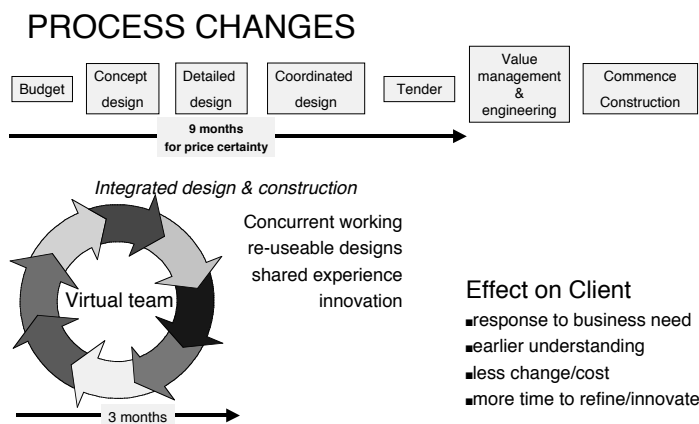 PROCESS CHANGES
Budget
Concept
design
Detailed
design
Coordinated
design
Tender
Value
management
&
engineering
Commence
Construction
9 months
for price certainty
Integrated design & construction
Concurrent working
re-useable designs
shared experience
innovation
Virtual team
3 months
Effect on Client
■response to business need
■earlier understanding
■less change/cost
■more time to refine/innovate